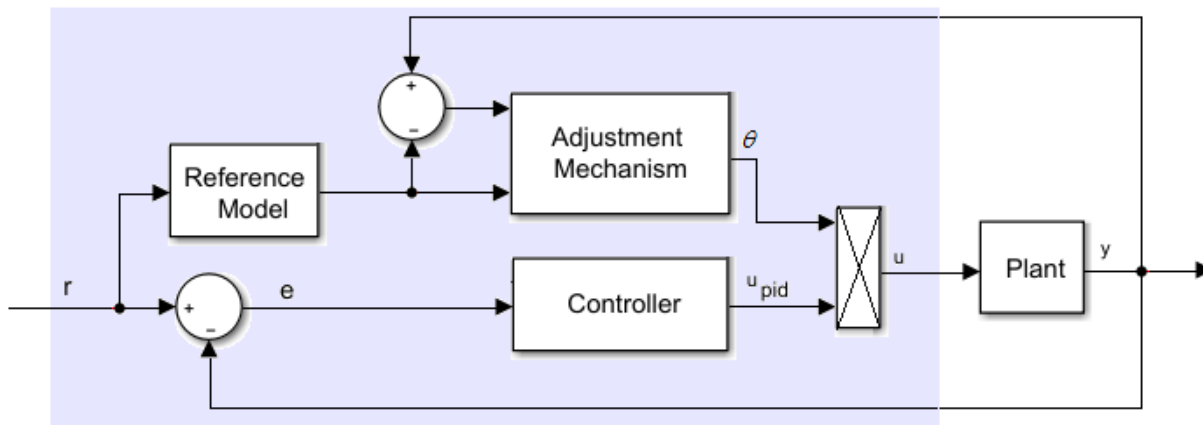 +
−
Adjustment
Mechanism
θ
Reference
Model
r
+
−
e
Controller
u pid
u
Plant
y